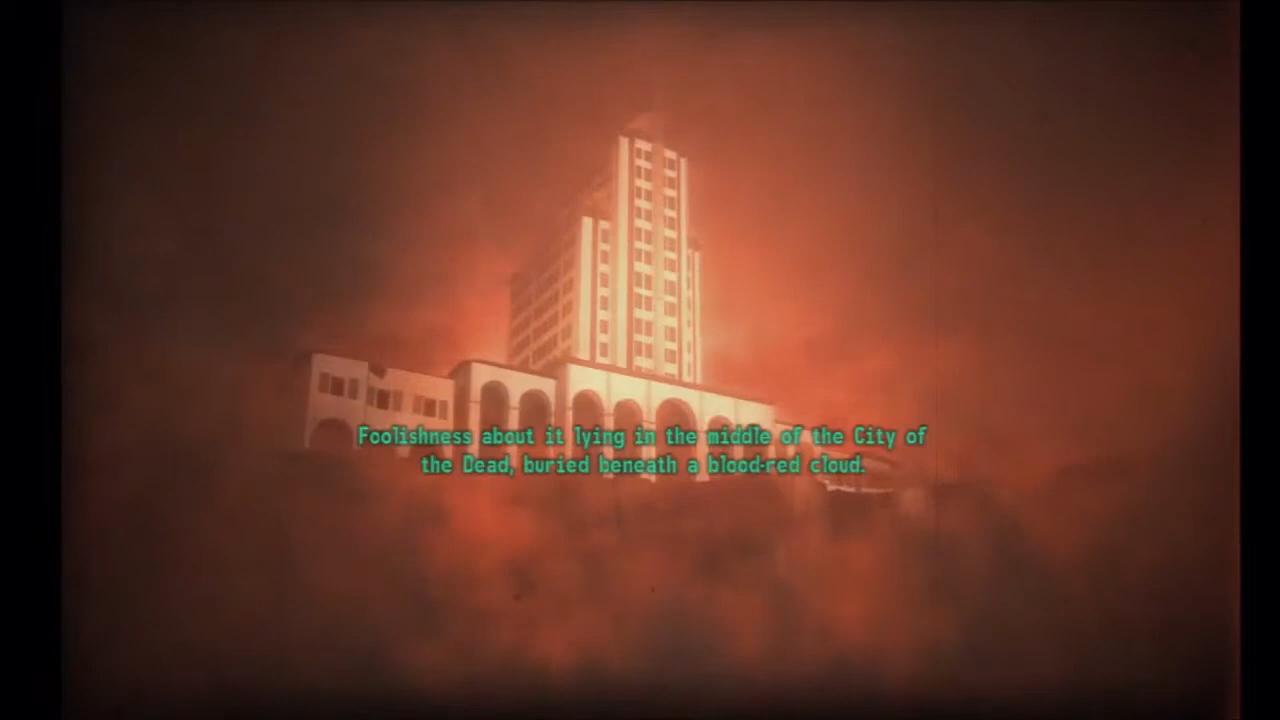 Foolishness about it lying in the middle of the City of
the Dead, buried beneath a blood-red cloud.